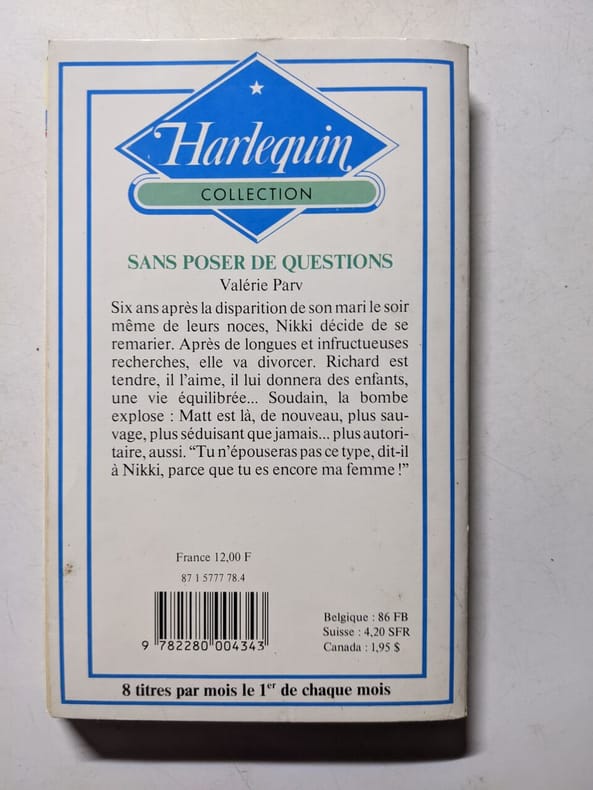 Harlequin
COLLECTION
SANS POSER DE QUESTIONS
Valérie Parv
Six ans après la disparition de son mari le soir
même de leurs noces, Nikki décide de se
remarier. Après de longues et infructueuses
recherches, elle va divorcer. Richard est
tendre, il l'aime, il lui donnera des enfants,
une vie équilibrée... Soudain, la bombe
explose : Matt est là, de nouveau, plus sau-
vage, plus séduisant que jamais... plus autori-
taire, aussi. “Tu n'épouseras pas ce type, dit-il
à Nikki, parce que tu es encore ma femme !”
France 12,00 F
87 1 5777 78.4
9 782280 004343
Belgique : 86 FB
Suisse : 4,20 SFR
Canada : 1,95 $
8 titres par mois le 1er de chaque mois